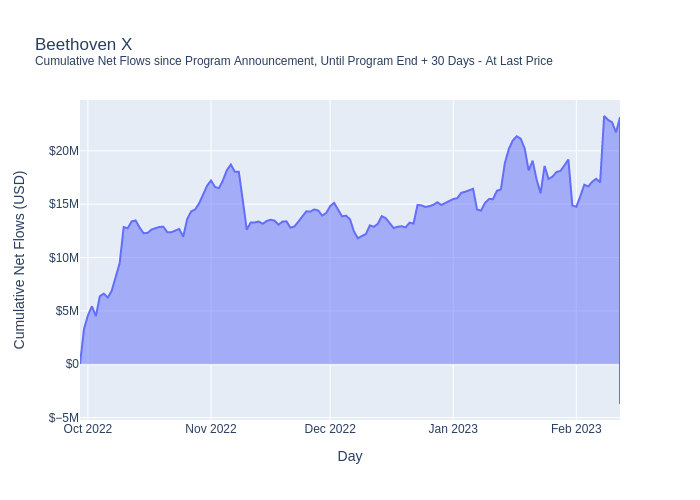 Beethoven X
Cumulative Net Flows since Program Announcement, Until Program End + 30 Days - At Last Price
Cumulative Net Flows (USD)
$20M
$15M
$10M
$5M
$0
$−5M
Oct 2022
Nov 2022
Dec 2022
Jan 2023
Feb 2023
Day